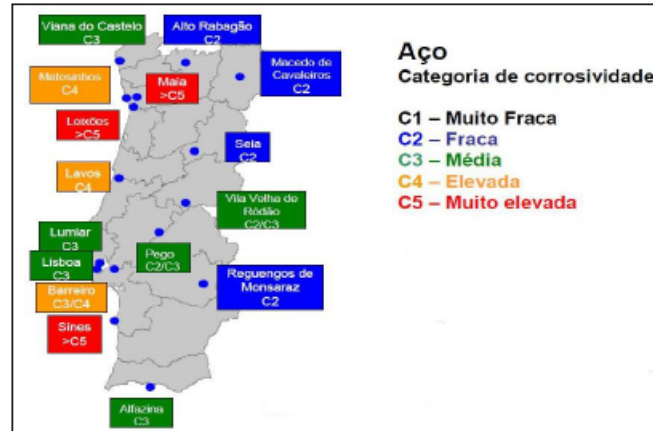 Viana do Castelo
C3
Alto Rabagão
C2
Macedo de
Cavaleiros
C2
Matosinhos
C4
Maia
>C5
Leixões
>C5
Seia
C2
Lavos
C4
Vila Velha de
Ródão
C2/C3
Lumiar
C3
Pego
C2/C3
Lisboa
C3
Reguengos de
Monsaraz
C2
Barreiro
C3/C4
Sines
>C5
Alfazina
C3
Aço
Categoria de corrosividade
C1 – Muito Fraca
C2 – Fraca
C3 – Média
C4 – Elevada
C5 – Muito elevada